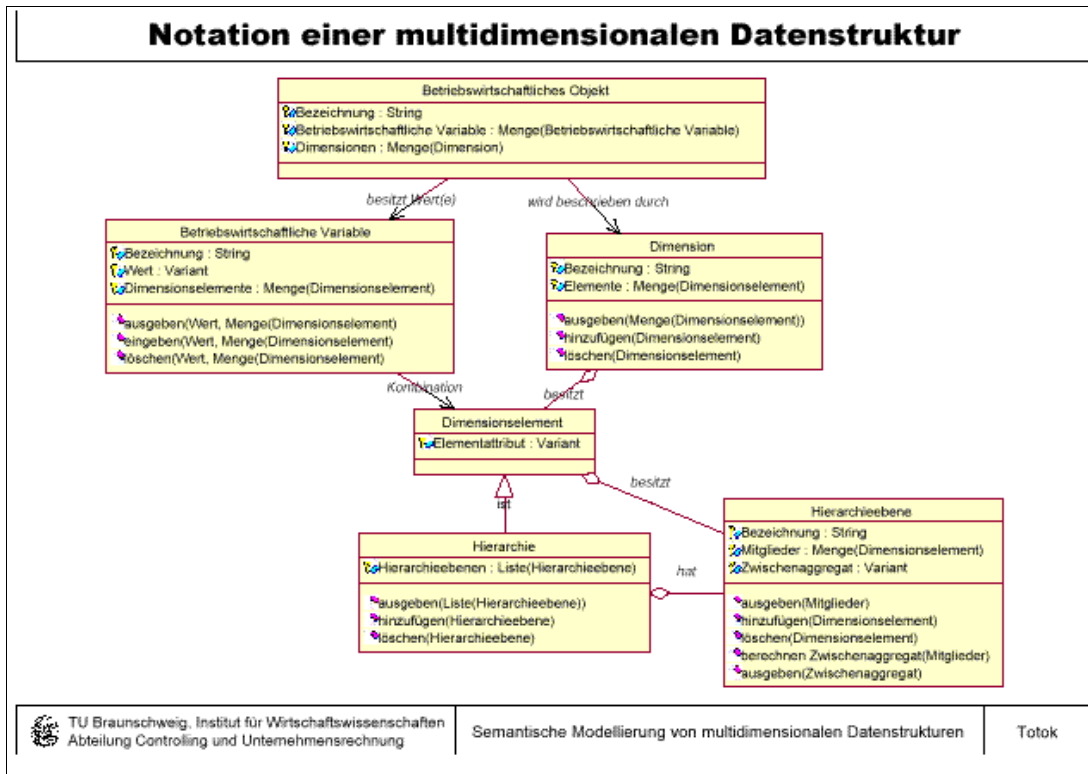 Notation einer multidimensionalen Datenstruktur
Betriebswirtschaftliches Objekt
Bezeichnung : String
Betriebswirtschaftliche Variable : Menge(Betriebswirtschaftliche Variable)
Dimensionen : Menge(Dimension)
besitzt Wert(e)
wird beschrieben durch
Betriebswirtschaftliche Variable
Bezeichnung : String
Wert : Variant
Dimensionselemente : Menge(Dimensionselement)
ausgeben(Wert, Menge(Dimensionselement)
eingeben(Wert, Menge(Dimensionselement)
löschen(Wert, Menge(Dimensionselement)
Dimension
Bezeichnung : String
Elemente : Menge(Dimensionselement)
ausgeben(Menge(Dimensionselement))
hinzufügen(Dimensionselement)
löschen(Dimensionselement)
Kombination
besitzt
Dimensionselement
Elementattribut : Variant
besitzt
ist
Hierarchie
Hierarchieebenen : Liste(Hierarchieebene)
ausgeben(Liste(Hierarchieebene))
hinzufügen(Hierarchieebene)
löschen(Hierarchieebene)
hat
Hierarchieebene
Bezeichnung : String
Mitglieder : Menge(Dimensionselement)
Zwischenaggregat : Variant
ausgeben(Mitglieder)
hinzufügen(Dimensionselement)
löschen(Dimensionselement)
berechnen Zwischenaggregat(Mitglieder)
ausgeben(Zwischenaggregat)
TU Braunschweig, Institut für Wirtschaftswissenschaften
Abteilung Controlling und Unternehmensrechnung
Semantische Modellierung von multidimensionalen Datenstrukturen
Totok